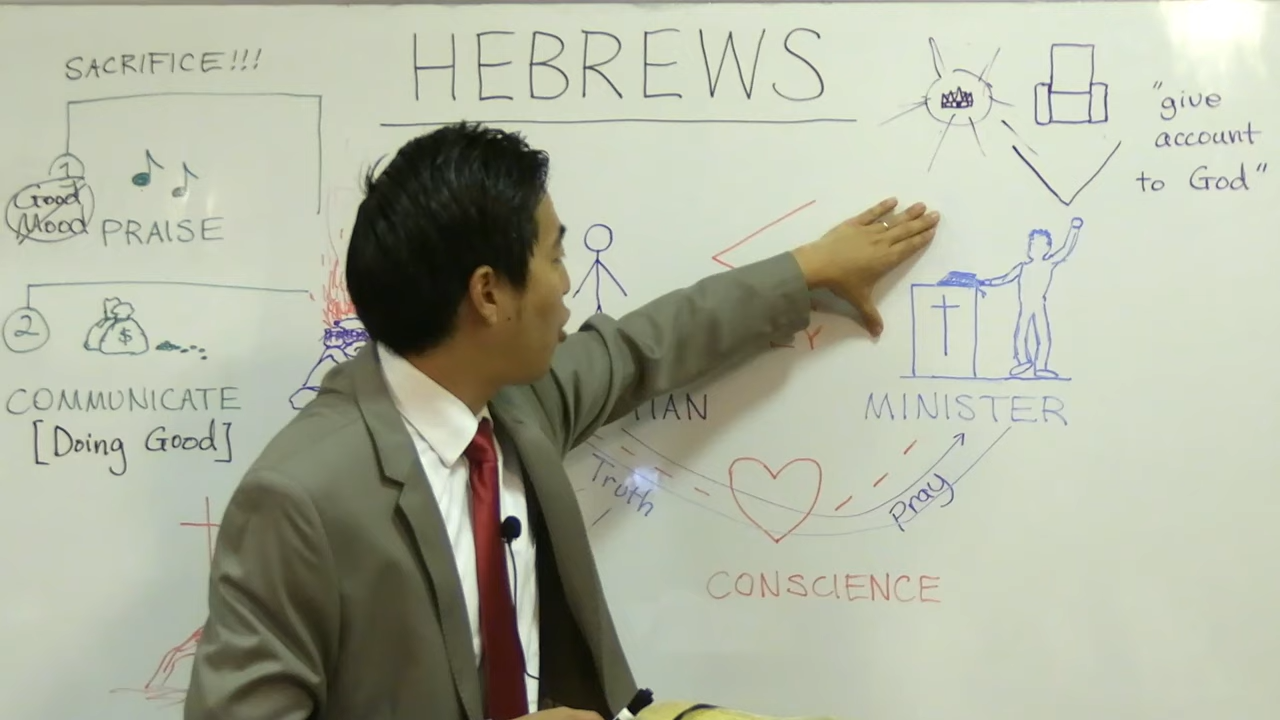 HEBREWS
SACRIFICE!!!
1
Good
Mood
PRAISE
2
$
COMMUNICATE
[Doing Good]
"give
account
to God"
MINISTER
Truth
Pray
CONSCIENCE